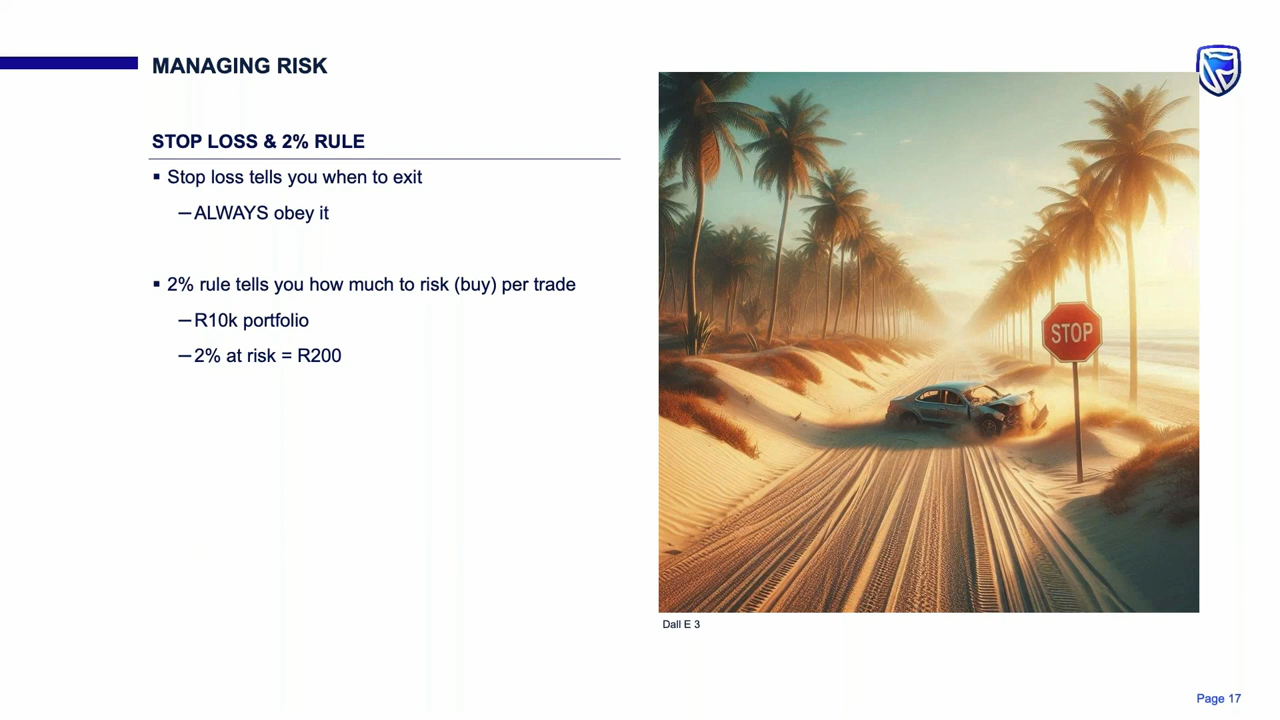 MANAGING RISK
STOP LOSS & 2% RULE
▪ Stop loss tells you when to exit
– ALWAYS obey it
▪ 2% rule tells you how much to risk (buy) per trade
– R10k portfolio
– 2% at risk = R200
STOP
Dall E 3
Page 17